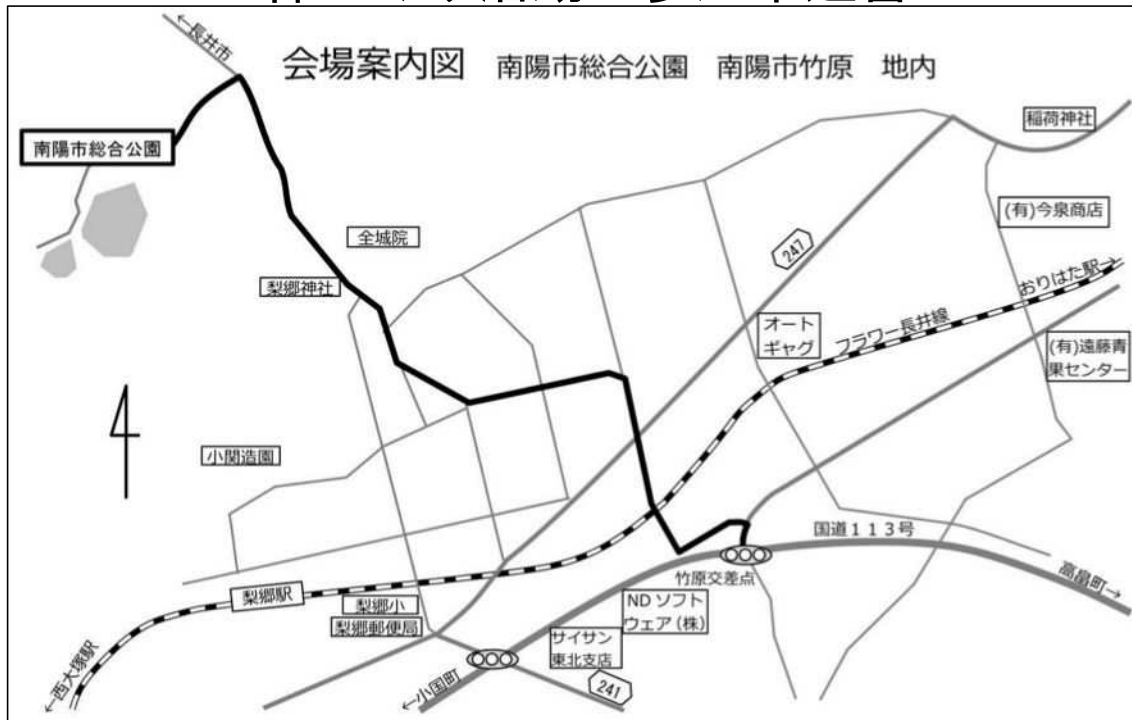 ←長井市
会場案内図 南陽市総合公園 南陽市竹原 地内
稲荷神社
南陽市総合公園
(有)今泉商店
全城院
247
おりはた駅→
梨郷神社
オート
ギャグ
フラワー長井線
(有)遠藤青
果センター
小関造園
国道113号
竹原交差点
高畠町→
梨郷駅
梨郷小
梨郷郵便局
NDソフト
ウェア(株)
サイサン
東北支店
←西大塚駅
←小国町
241